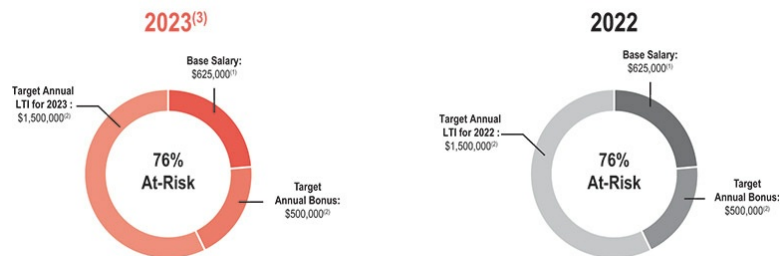 2023(3)
Base Salary:
$625,000(1)
Target Annual
LTI for 2023 :
$1,500,000(2)
76%
At-Risk
Target
Annual Bonus:
$500,000(2)
2022
Base Salary:
$625,000(1)
Target Annual
LTI for 2022 :
$1,500,000(2)
76%
At-Risk
Target
Annual Bonus:
$500,000(2)